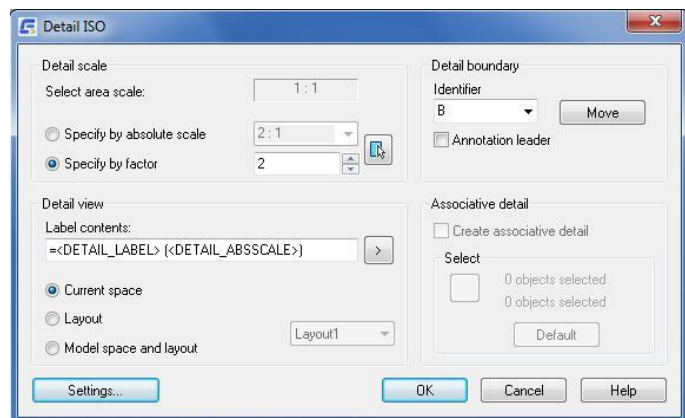 Detail ISO
Detail scale
Select area scale:
1 : 1
Specify by absolute scale
2 : 1
Specify by factor
2
Detail boundary
Identifier
B
Move
Annotation leader
Detail view
Label contents:
=<DETAIL_LABEL> (<DETAIL_ABSSCALE>)
>
Current space
Layout
Model space and layout
Layout1
Associative detail
Create associative detail
Select
0 objects selected
0 objects selected
Default
Settings...
OK
Cancel
Help